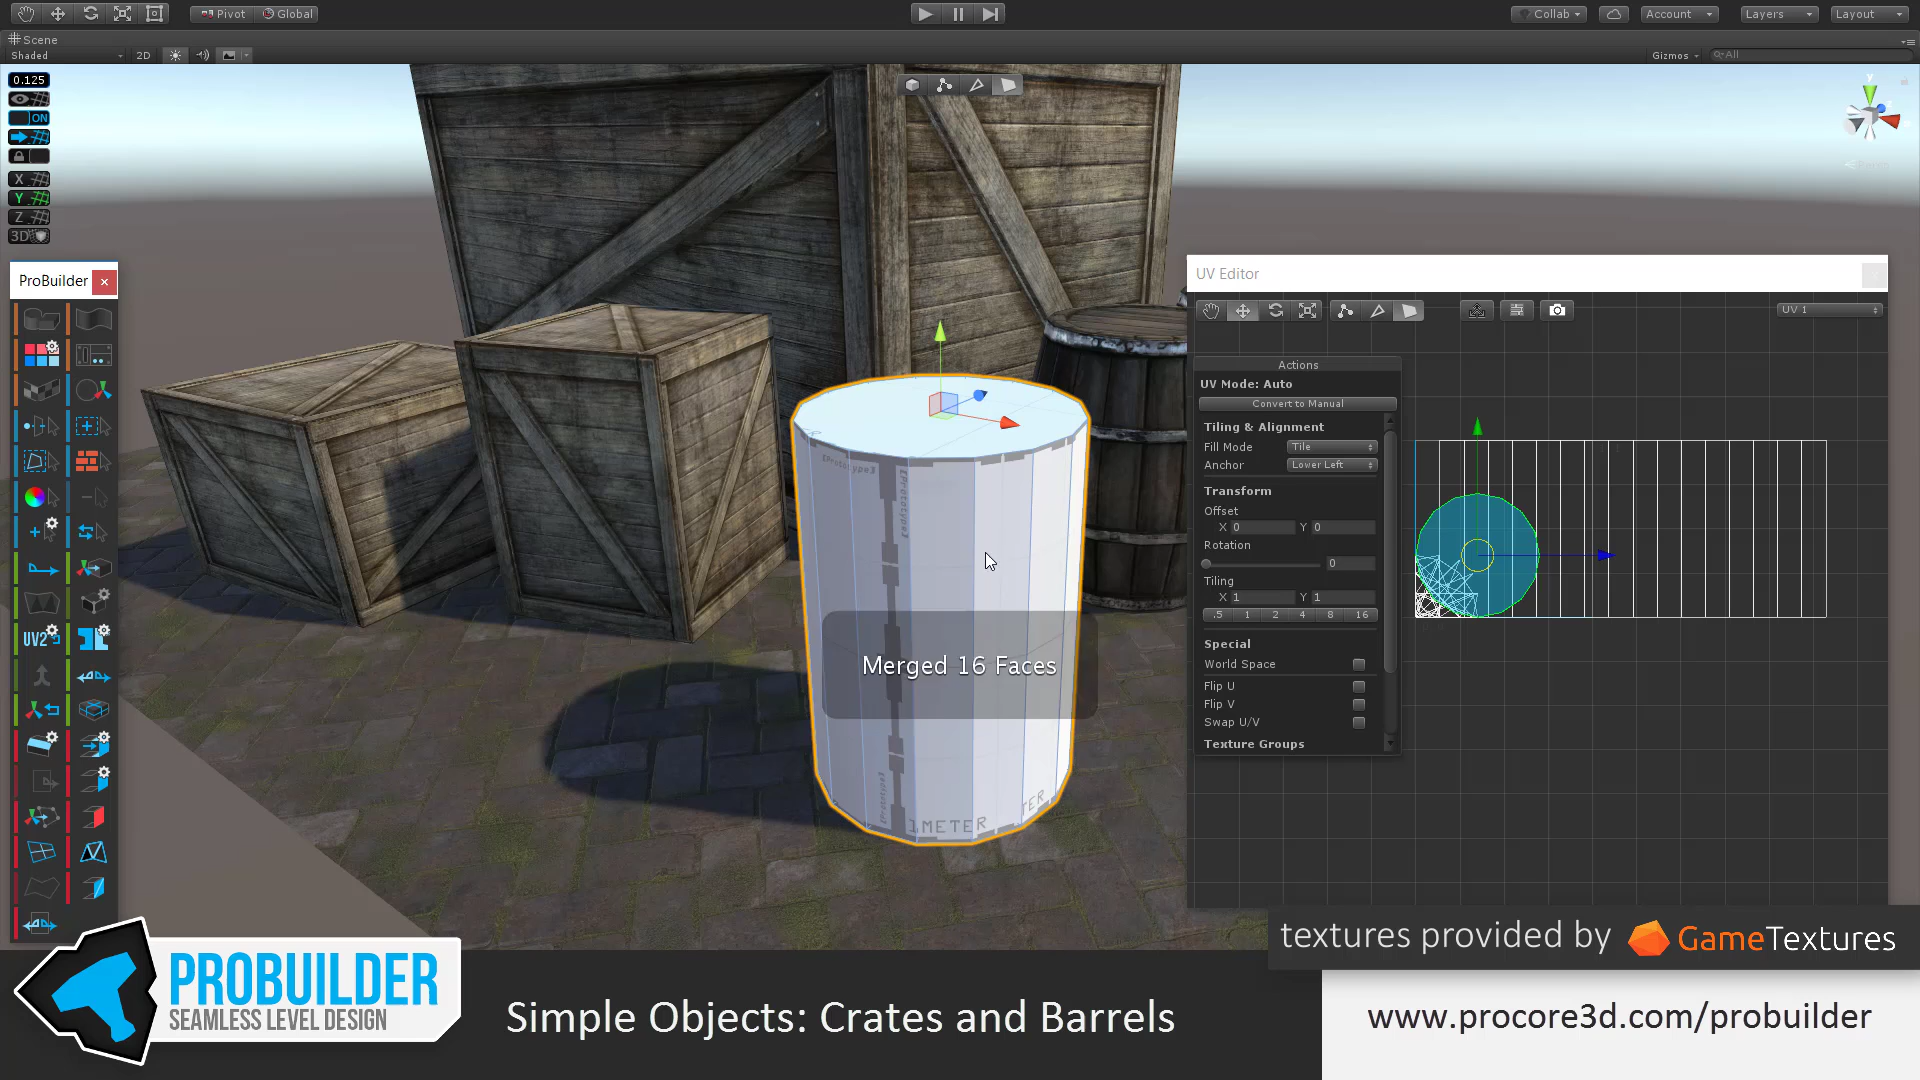 Pivot Global
Collab Account Layers Layout
Scene
Shaded 2D Gizmos All
0.125
ON
X
Y
Z
3D
y
ProBuilder
UV2
[Prototype]
[Prototype]
1METER
TER
Merged 16 Faces
UV Editor
UV 1
Actions
UV Mode: Auto
Convert to Manual
Tiling & Alignment
Fill Mode Tile
Anchor Lower Left
Transform
Offset
X 0 Y 0
Rotation
0
Tiling
X 1 Y 1
.5 1 2 4 8 16
Special
World Space
Flip U
Flip V
Swap U/V
Texture Groups
textures provided by GameTextures
PROBUILDER
SEAMLESS LEVEL DESIGN
Simple Objects: Crates and Barrels
www.procore3d.com/probuilder